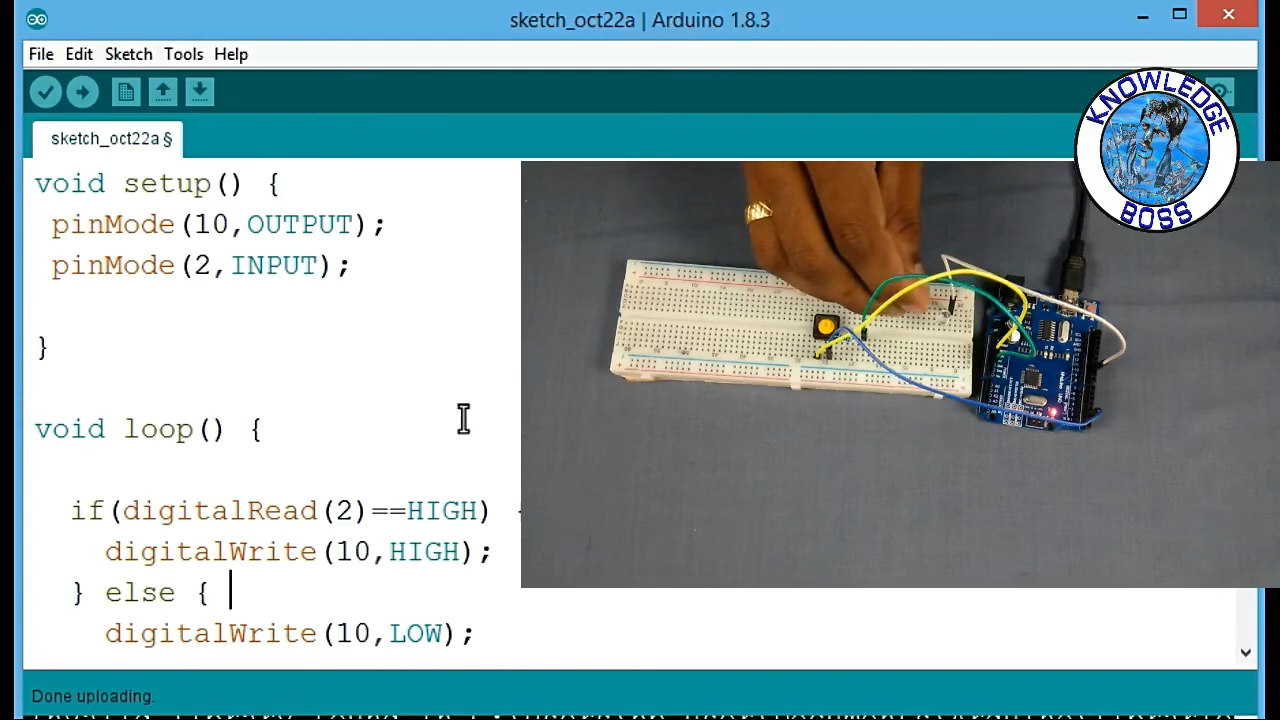 sketch_oct22a | Arduino 1.8.3
File Edit Sketch Tools Help
sketch_oct22a §
KNOWLEDGE
BOSS
void setup() {
pinMode(10,OUTPUT);
pinMode(2,INPUT);
}
void loop() {
if(digitalRead(2)==HIGH) {
digitalWrite(10,HIGH);
} else {
digitalWrite(10,LOW);
Done uploading.